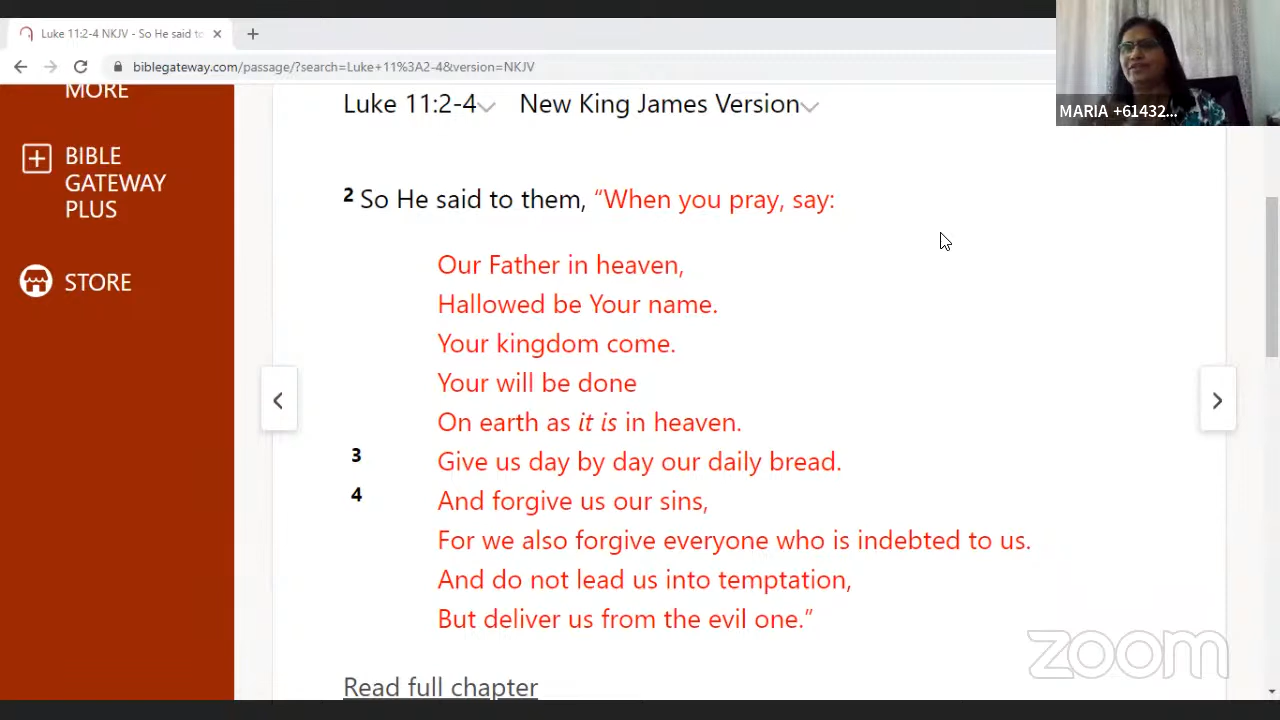 Luke 11:2-4 NKJV - So He said to
biblegateway.com/passage/?search=Luke+11%3A2-4&version=NKJV
MORE
BIBLE
GATEWAY
PLUS
STORE
Luke 11:2-4 New King James Version
2 So He said to them, “When you pray, say:
Our Father in heaven,
Hallowed be Your name.
Your kingdom come.
Your will be done
On earth as it is in heaven.
3 Give us day by day our daily bread.
4 And forgive us our sins,
For we also forgive everyone who is indebted to us.
And do not lead us into temptation,
But deliver us from the evil one.”
Read full chapter
MARIA +61432...
zoom